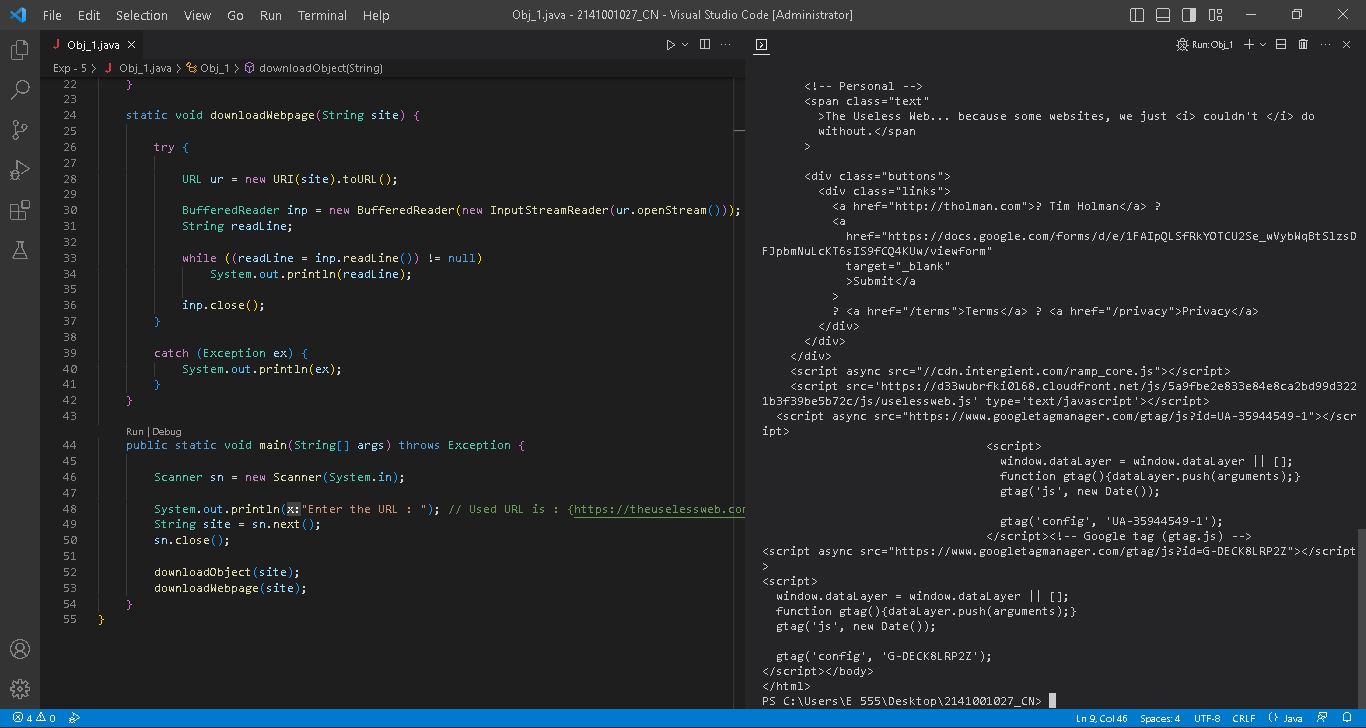 File Edit Selection View Go Run Terminal Help
Obj_1.java - 2141001027_CN - Visual Studio Code [Administrator]
J Obj_1.java
Exp - 5 > J Obj_1.java > Obj_1 > downloadObject(String)
22 }
23
24 static void downloadWebpage(String site) {
25
26 try {
27
28 URL ur = new URI(site).toURL();
29
30 BufferedReader inp = new BufferedReader(new InputStreamReader(ur.openStream()));
31 String readLine;
32
33 while ((readLine = inp.readLine()) != null)
34 System.out.println(readLine);
35
36 inp.close();
37 }
38
39 catch (Exception ex) {
40 System.out.println(ex);
41 }
42 }
43
Run | Debug
44 public static void main(String[] args) throws Exception {
45
46 Scanner sn = new Scanner(System.in);
47
48 System.out.println(x:"Enter the URL : "); // Used URL is : {https://theuselessweb.com
49 String site = sn.next();
50 sn.close();
51
52 downloadObject(site);
53 downloadWebpage(site);
54 }
55 }
Run: Obj_1
<!-- Personal -->
<span class="text"
>The Useless Web... because some websites, we just <i> couldn't </i> do
without.</span
>
<div class="buttons">
<div class="links">
<a href="http://tholman.com">? Tim Holman</a> ?
<a
href="https://docs.google.com/forms/d/e/1FAIpQLSfRkYOTCU2Se_wVybWqBtSlzsD
FJpbmNuLcKT6sIS9fCQ4KUw/viewform"
target="_blank"
>Submit</a
>
? <a href="/terms">Terms</a> ? <a href="/privacy">Privacy</a>
</div>
</div>
</div>
<script async src="//cdn.intergient.com/ramp_core.js"></script>
<script src='https://d33wubrfki0l68.cloudfront.net/js/5a9fbe2e833e84e8ca2bd99d322
1b3f39be5b72c/js/uselessweb.js' type='text/javascript'></script>
<script async src="https://www.googletagmanager.com/gtag/js?id=UA-35944549-1"></scr
ipt>
<script>
window.dataLayer = window.dataLayer || [];
function gtag(){dataLayer.push(arguments);}
gtag('js', new Date());
gtag('config', 'UA-35944549-1');
</script><!-- Google tag (gtag.js) -->
<script async src="https://www.googletagmanager.com/gtag/js?id=G-DECK8LRP2Z"></script
>
<script>
window.dataLayer = window.dataLayer || [];
function gtag(){dataLayer.push(arguments);}
gtag('js', new Date());
gtag('config', 'G-DECK8LRP2Z');
</script></body>
</html>
PS C:\Users\E 555\Desktop\2141001027_CN>
4 0
Ln 9, Col 46 Spaces: 4 UTF-8 CRLF {} Java